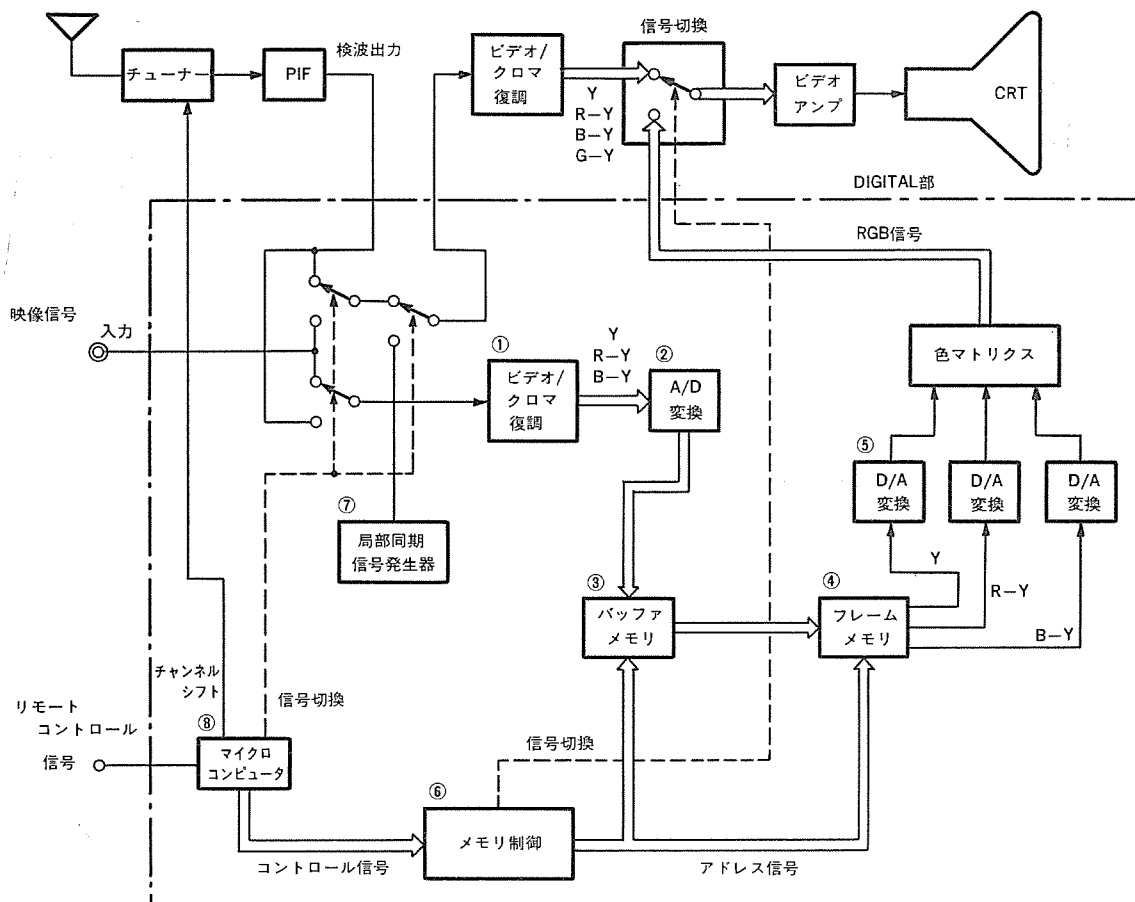 チューナー
PIF
検波出力
ビデオ/
クロマ
復調
信号切換
Y
R-Y
B-Y
G-Y
ビデオ
アンプ
CRT
DIGITAL部
RGB信号
映像信号
入力
①
ビデオ/
クロマ
復調
Y
R-Y
B-Y
②
A/D
変換
色マトリクス
⑤
D/A
変換
D/A
変換
D/A
変換
⑦
局部同期
信号発生器
Y
R-Y
B-Y
③
バッファ
メモリ
④
フレーム
メモリ
チャンネル
シフト
信号切換
リモート
コントロール
信号
⑧
マイクロ
コンピュータ
信号切換
⑥
メモリ制御
コントロール信号
アドレス信号